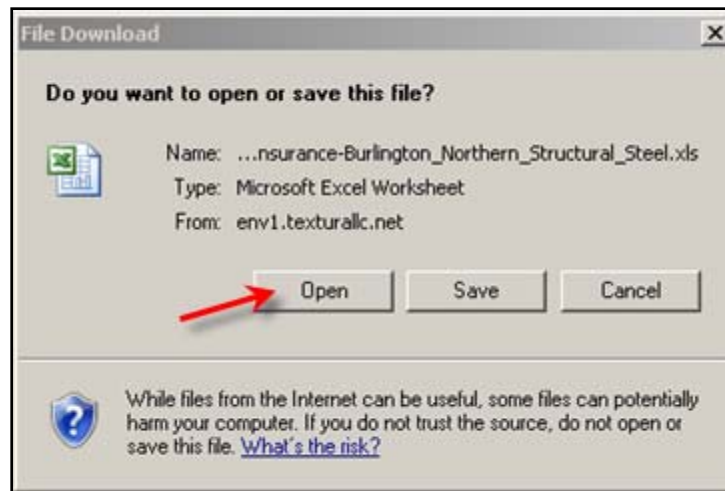 File Download
Do you want to open or save this file?
Name: ...nsurance-Burlington_Northern_Structural_Steel.xls
Type: Microsoft Excel Worksheet
From: env1.texturallc.net
Open Save Cancel
While files from the Internet can be useful, some files can potentially
harm your computer. If you do not trust the source, do not open or
save this file. What's the risk?